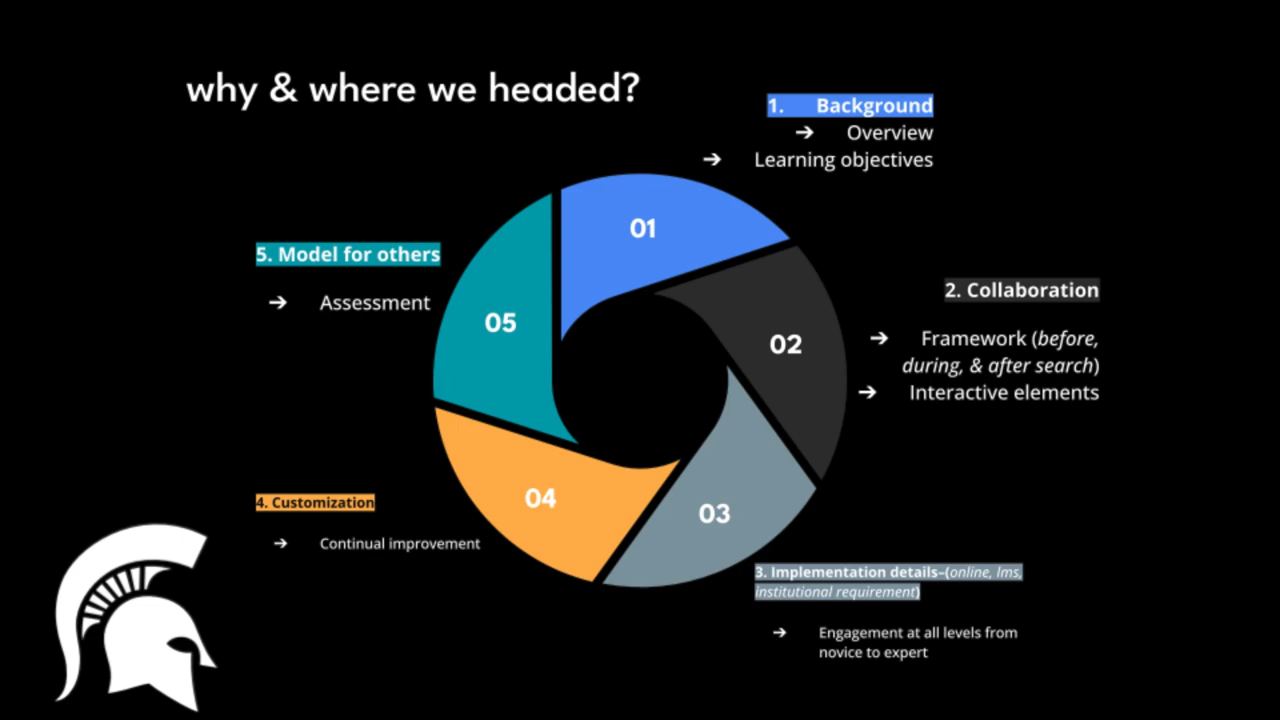 why & where we headed?
1. Background
➔ Overview
➔ Learning objectives
01
5. Model for others
➔ Assessment
05
2. Collaboration
➔ Framework (before,
during, & after search)
➔ Interactive elements
02
4. Customization
➔ Continual improvement
04
03
3. Implementation details–(online, lms,
institutional requirement)
➔ Engagement at all levels from
novice to expert